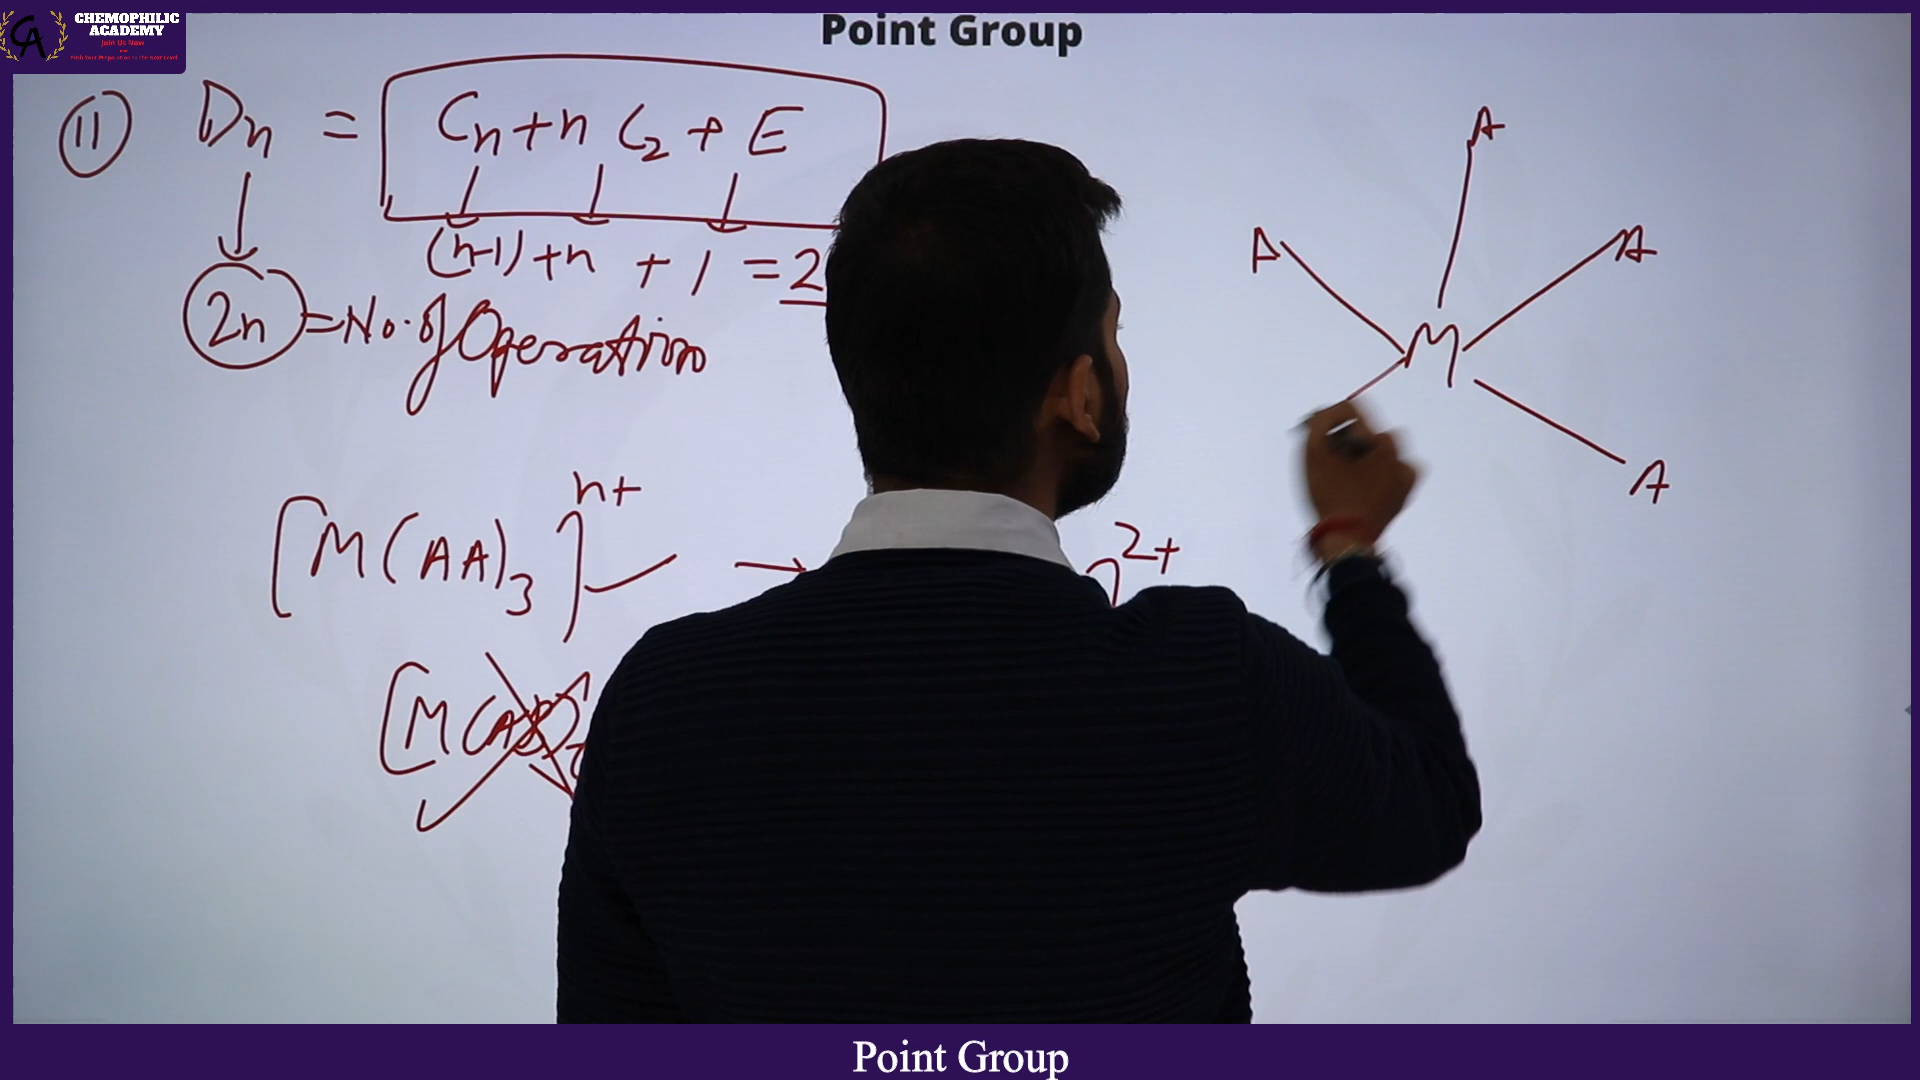 CHEMOPHILIC
ACADEMY
Join Us Now
Point Group
11 Dn = Cn + n C2 + E
(n-1) + n + 1 = 2
2n = No. of Operation
[M(AA)3]n+ →
]2+
[M(
A
A
A
M
A
Point Group